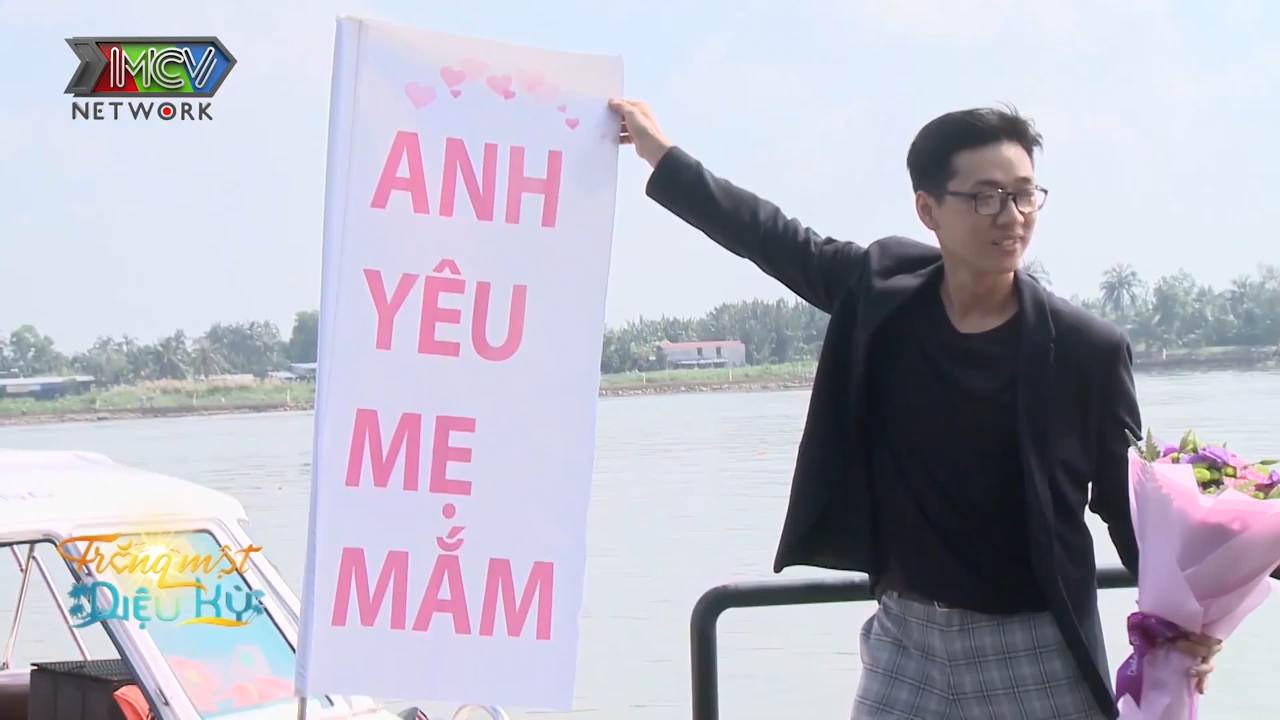 MCV
NETWORK
ANH
YÊU
MẸ
MẮM
Trăng mật
Diệu Kỳ